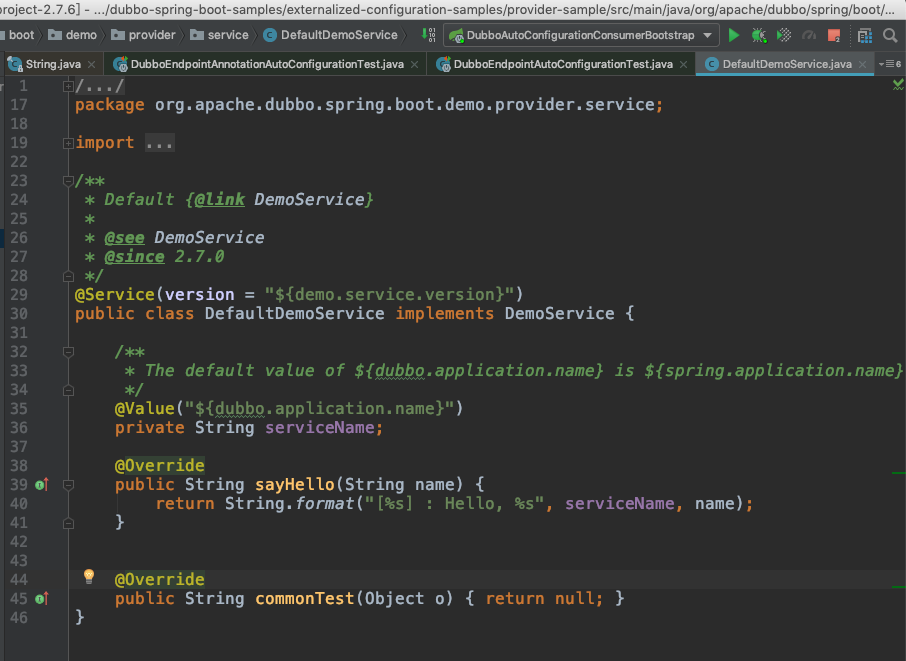 project-2.7.6] - .../dubbo-spring-boot-samples/externalized-configuration-samples/provider-sample/src/main/java/org/apache/dubbo/spring/boot/...
boot demo provider service DefaultDemoService DubboAutoConfigurationConsumerBootstrap 2
String.java DubboEndpointAnnotationAutoConfigurationTest.java DubboEndpointAutoConfigurationTest.java DefaultDemoService.java 6
1 /.../
17 package org.apache.dubbo.spring.boot.demo.provider.service;
18
19 import ...
22
23 /**
24 * Default {@link DemoService}
25 *
26 * @see DemoService
27 * @since 2.7.0
28 */
29 @Service(version = "${demo.service.version}")
30 public class DefaultDemoService implements DemoService {
31
32 /**
33 * The default value of ${dubbo.application.name} is ${spring.application.name}
34 */
35 @Value("${dubbo.application.name}")
36 private String serviceName;
37
38 @Override
39 public String sayHello(String name) {
40 return String.format("[%s] : Hello, %s", serviceName, name);
41 }
42
43
44 @Override
45 public String commonTest(Object o) { return null; }
46 }